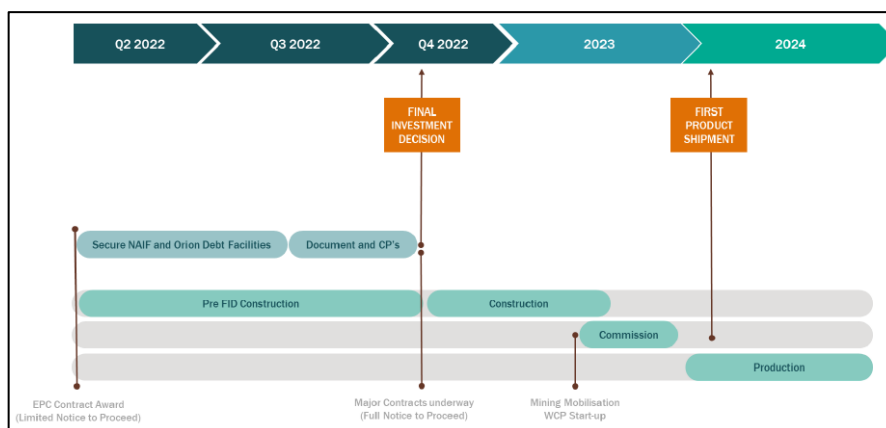 Q2 2022
Q3 2022
Q4 2022
2023
2024
FINAL
INVESTMENT
DECISION
FIRST
PRODUCT
SHIPMENT
Secure NAIF and Orion Debt Facilities
Document and CP's
Pre FID Construction
Construction
Commission
Production
EPC Contract Award
(Limited Notice to Proceed)
Major Contracts underway
(Full Notice to Proceed)
Mining Mobilisation
WCP Start-up